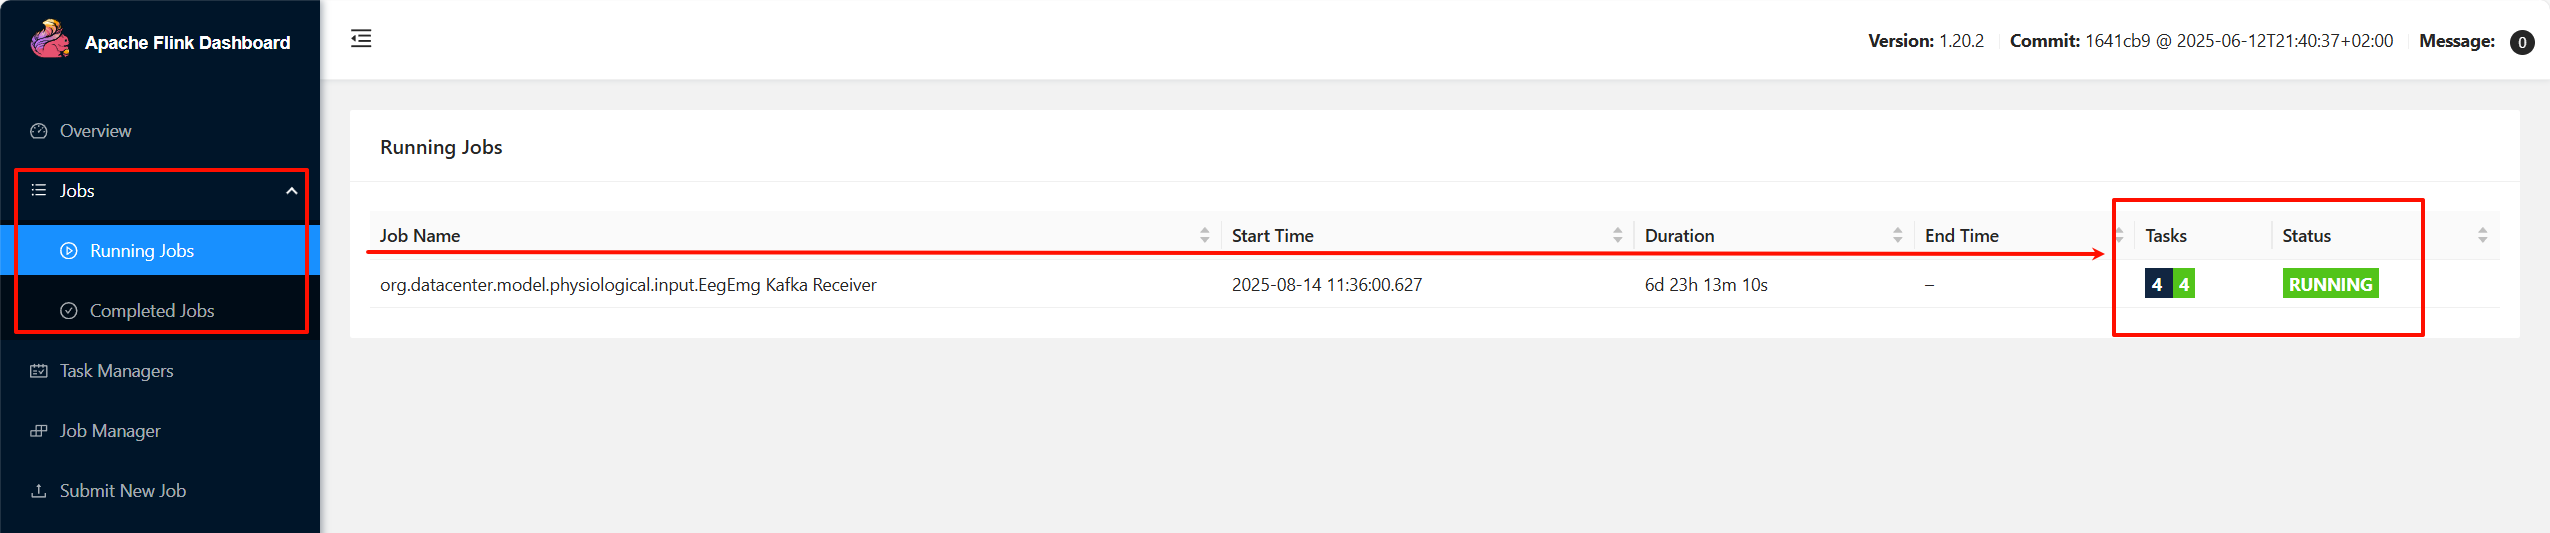 Apache Flink Dashboard
Version: 1.20.2 Commit: 1641cb9 @ 2025-06-12T21:40:37+02:00 Message: 0
Overview
Jobs
Running Jobs
Completed Jobs
Task Managers
Job Manager
Submit New Job
Running Jobs
Job Name Start Time Duration End Time Tasks Status
org.datacenter.model.physiological.input.EegEmg Kafka Receiver 2025-08-14 11:36:00.627 6d 23h 13m 10s – 4 4 RUNNING